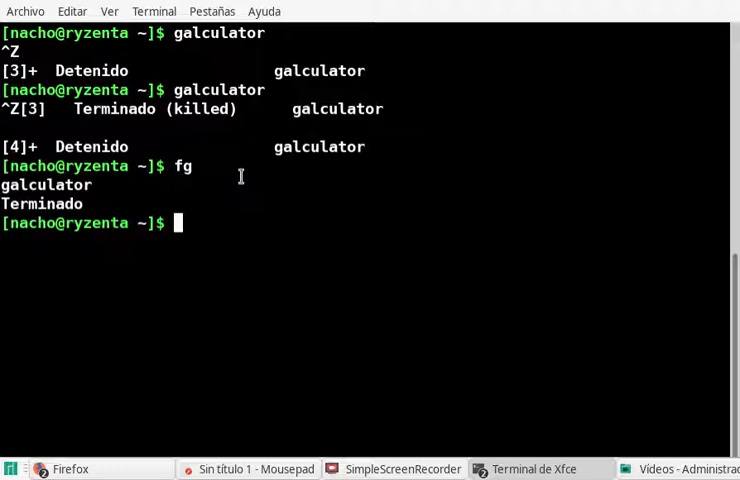 Archivo Editar Ver Terminal Pestañas Ayuda
[nacho@ryzenta ~]$ galculator
^Z
[3]+  Detenido                galculator
[nacho@ryzenta ~]$ galculator
^Z[3]   Terminado (killed)      galculator
[4]+  Detenido                galculator
[nacho@ryzenta ~]$ fg
galculator
Terminado
[nacho@ryzenta ~]$
2 Firefox Sin título 1 - Mousepad SimpleScreenRecorder 2 Terminal de Xfce Vídeos - Administrad